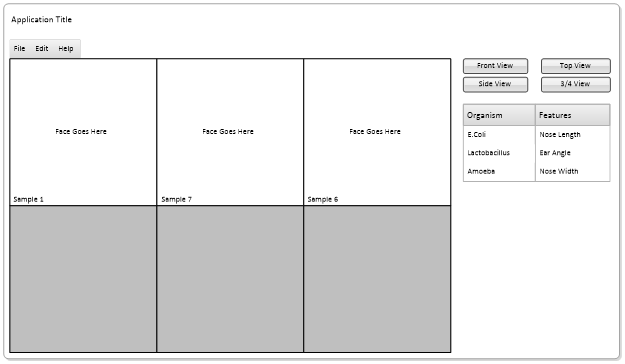 Application Title
File Edit Help
Front View Top View
Side View 3/4 View
Organism Features
E.Coli Nose Length
Lactobacillus Ear Angle
Amoeba Nose Width
Face Goes Here Face Goes Here Face Goes Here
Sample 1 Sample 7 Sample 6